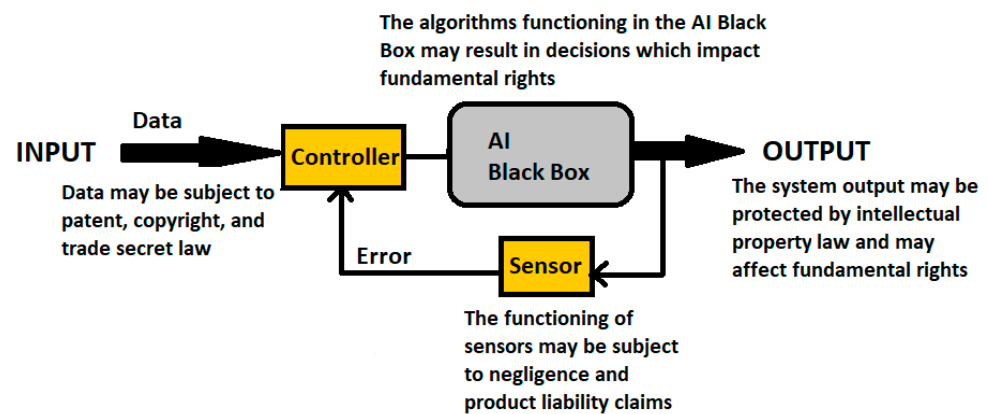 The algorithms functioning in the AI Black
Box may result in decisions which impact
fundamental rights
Data
INPUT
Controller
AI
Black Box
OUTPUT
Data may be subject to
patent, copyright, and
trade secret law
The system output may be
protected by intellectual
property law and may
affect fundamental rights
Error
Sensor
The functioning of
sensors may be subject
to negligence and
product liability claims